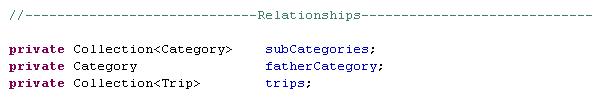 //------------------------------Relationships------------------------------
private Collection<Category> subCategories;
private Category fatherCategory;
private Collection<Trip> trips;